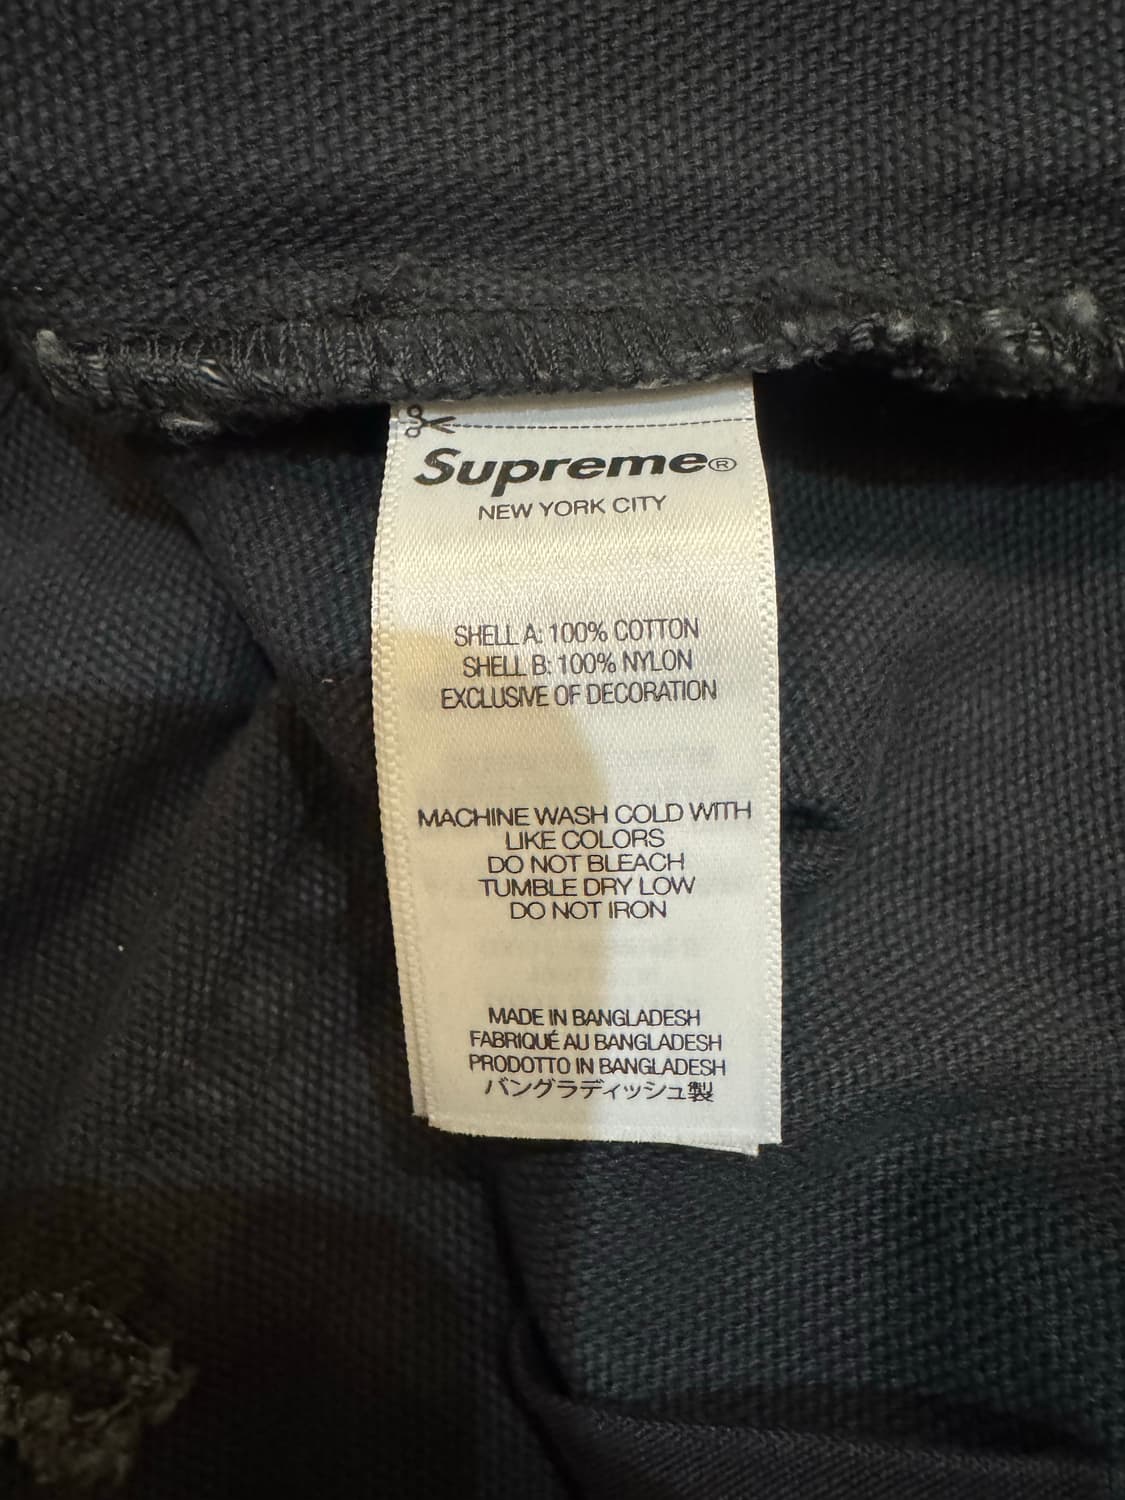 Supreme®
NEW YORK CITY
SHELL A: 100% COTTON
SHELL B: 100% NYLON
EXCLUSIVE OF DECORATION
MACHINE WASH COLD WITH
LIKE COLORS
DO NOT BLEACH
TUMBLE DRY LOW
DO NOT IRON
MADE IN BANGLADESH
FABRIQUÉ AU BANGLADESH
PRODOTTO IN BANGLADESH
バングラディッシュ製